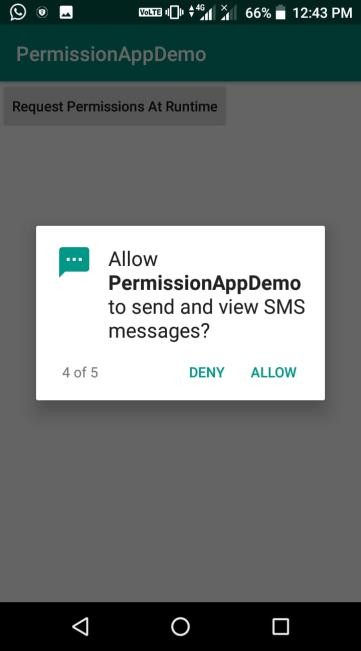 VoLTE 4G 66% 12:43 PM
PermissionAppDemo
Request Permissions At Runtime
Allow
PermissionAppDemo
to send and view SMS
messages?
4 of 5 DENY ALLOW